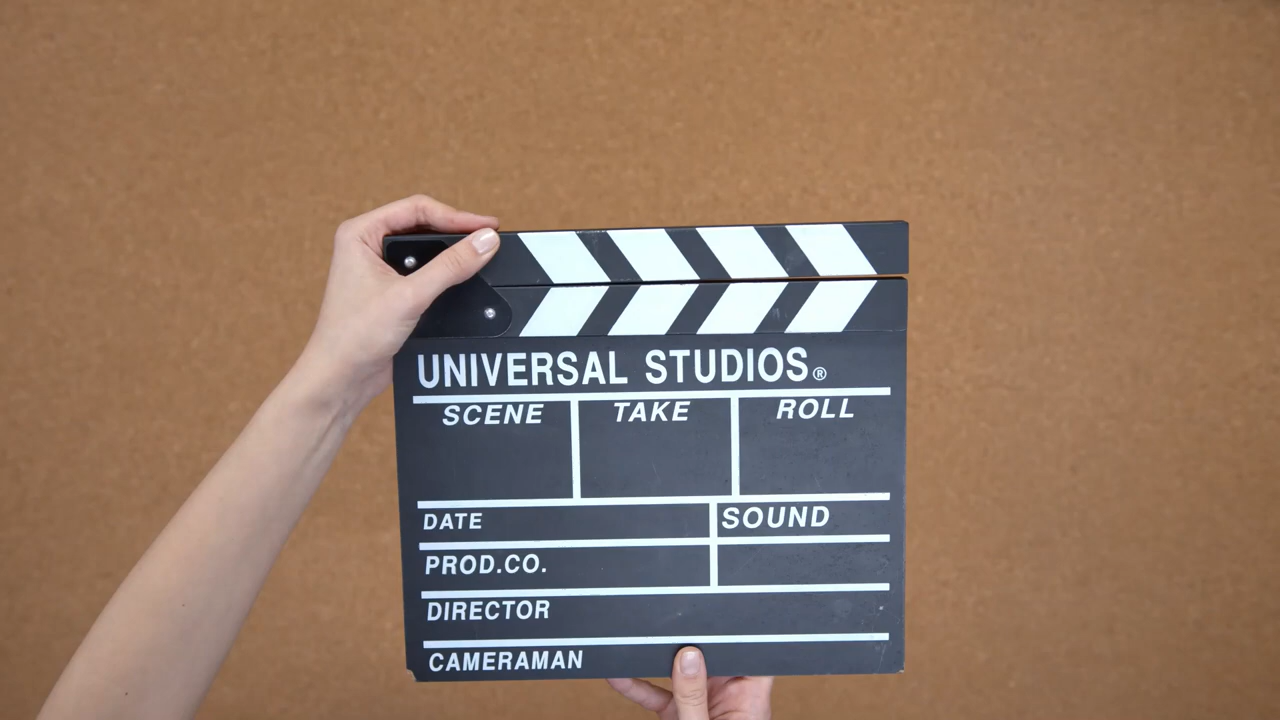 UNIVERSAL STUDIOS®
SCENE TAKE ROLL
DATE SOUND
PROD.CO.
DIRECTOR
CAMERAMAN